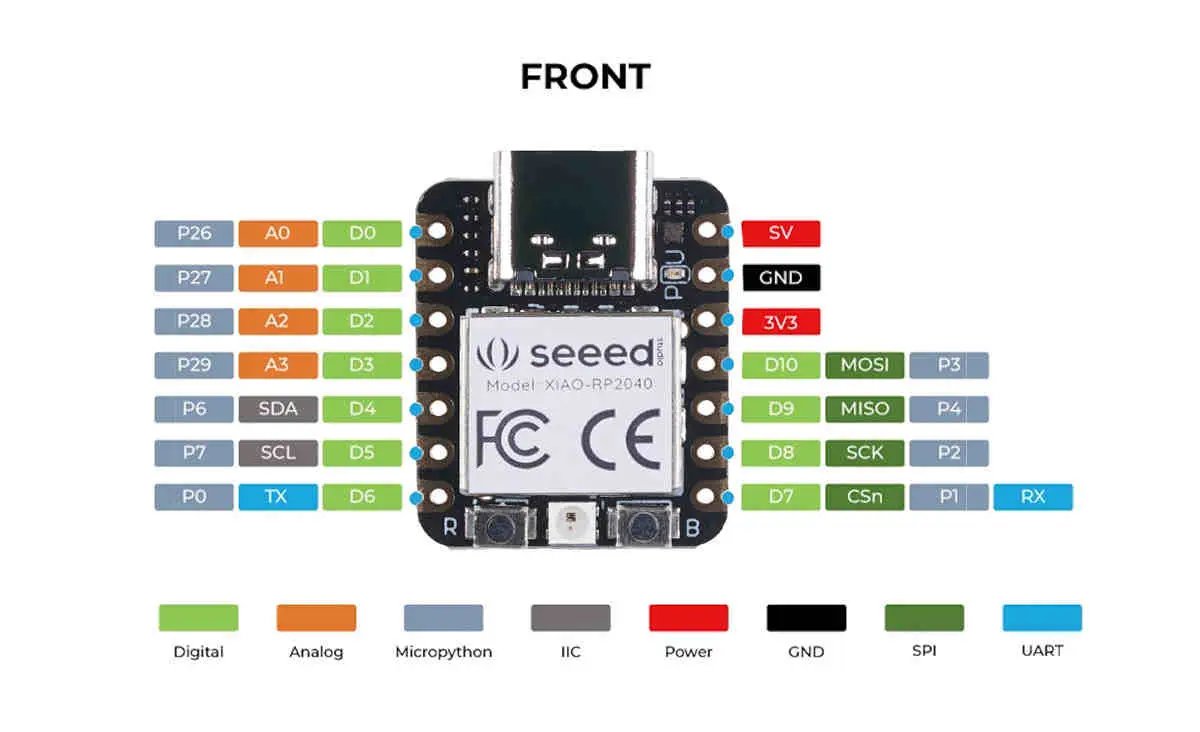 FRONT
P26 A0 D0 SV
P27 A1 D1 GND
P28 A2 D2 3V3
P29 A3 D3 D10 MOSI P3
P6 SDA D4 D9 MISO P4
P7 SCL D5 D8 SCK P2
P0 TX D6 D7 CSn P1 RX
P U
seeed studio
Model: XIAO-RP2040
FC CE
R B
Digital Analog Micropython IIC Power GND SPI UART